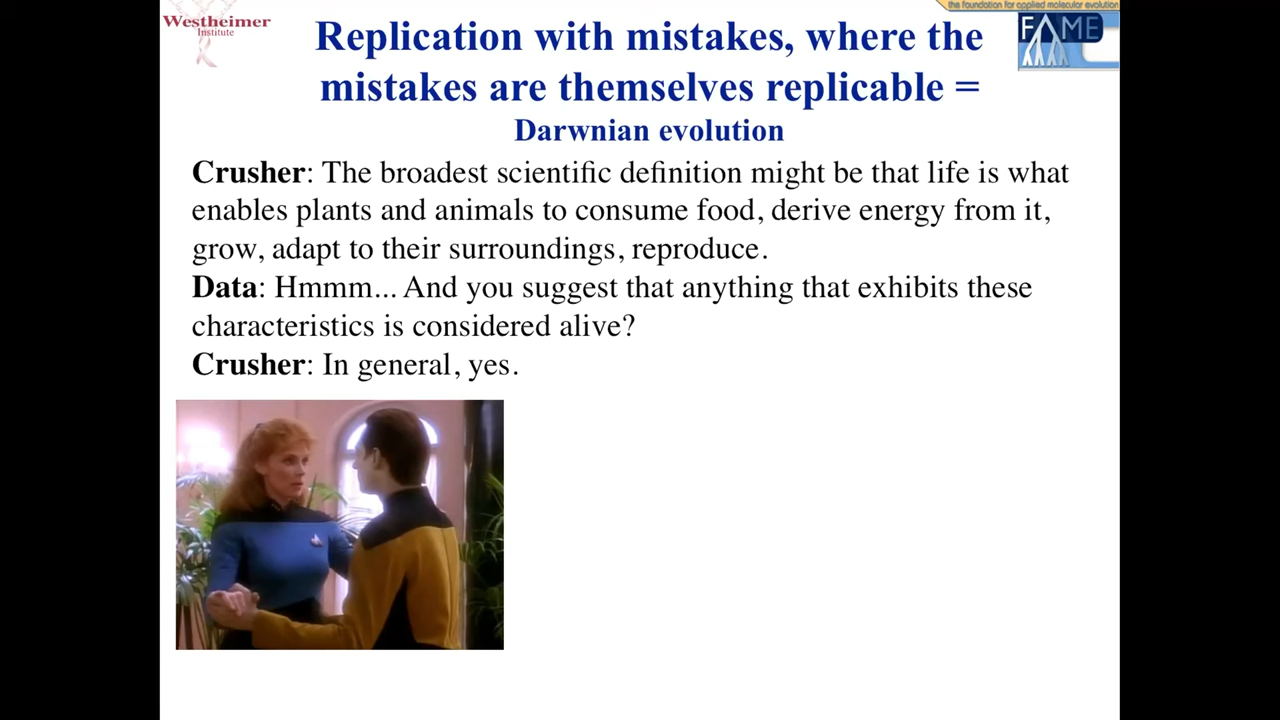 the foundation for applied molecular evolution
Westheimer
Institute
FAME
Replication with mistakes, where the
mistakes are themselves replicable =
Darwnian evolution
Crusher: The broadest scientific definition might be that life is what
enables plants and animals to consume food, derive energy from it,
grow, adapt to their surroundings, reproduce.
Data: Hmmm... And you suggest that anything that exhibits these
characteristics is considered alive?
Crusher: In general, yes.